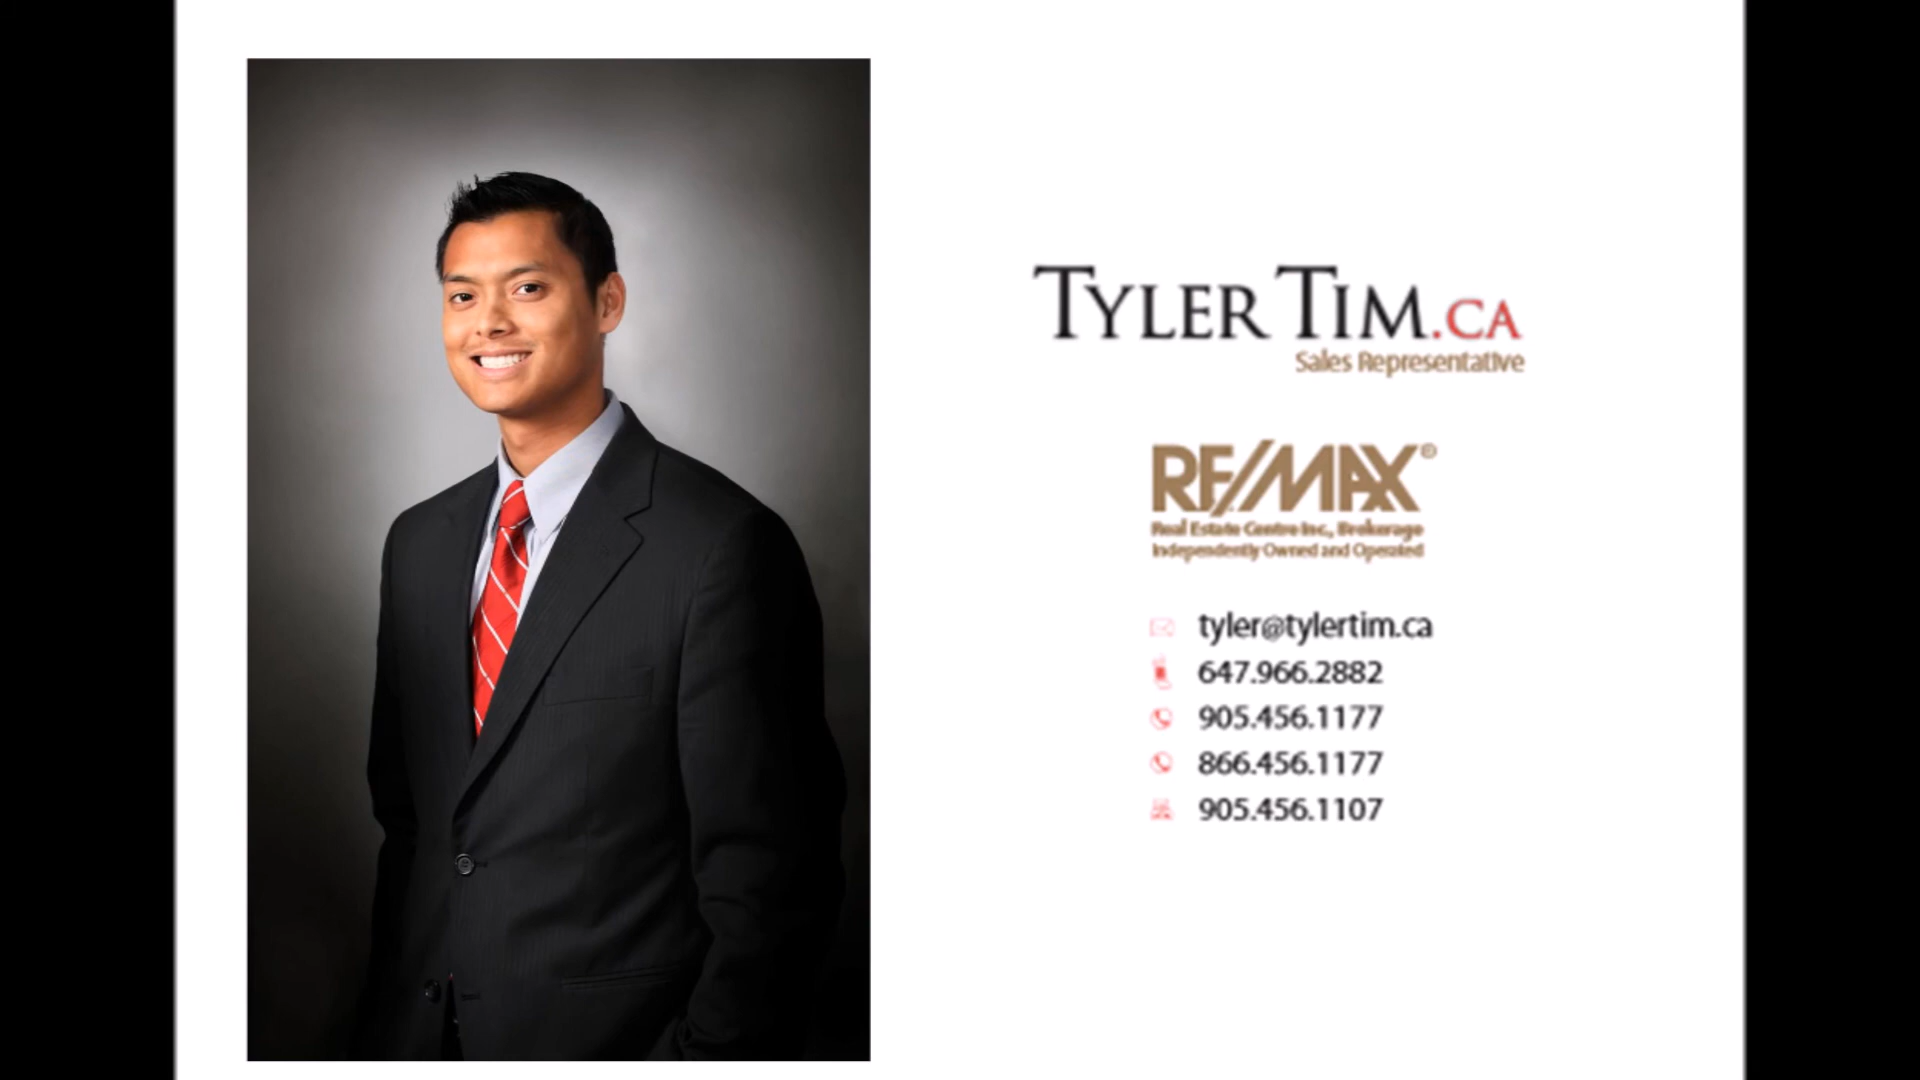 TYLER TIM.CA
Sales Representative
RE/MAX®
Real Estate Centre Inc., Brokerage
Independently Owned and Operated
tyler@tylertim.ca
647.966.2882
905.456.1177
866.456.1177
905.456.1107